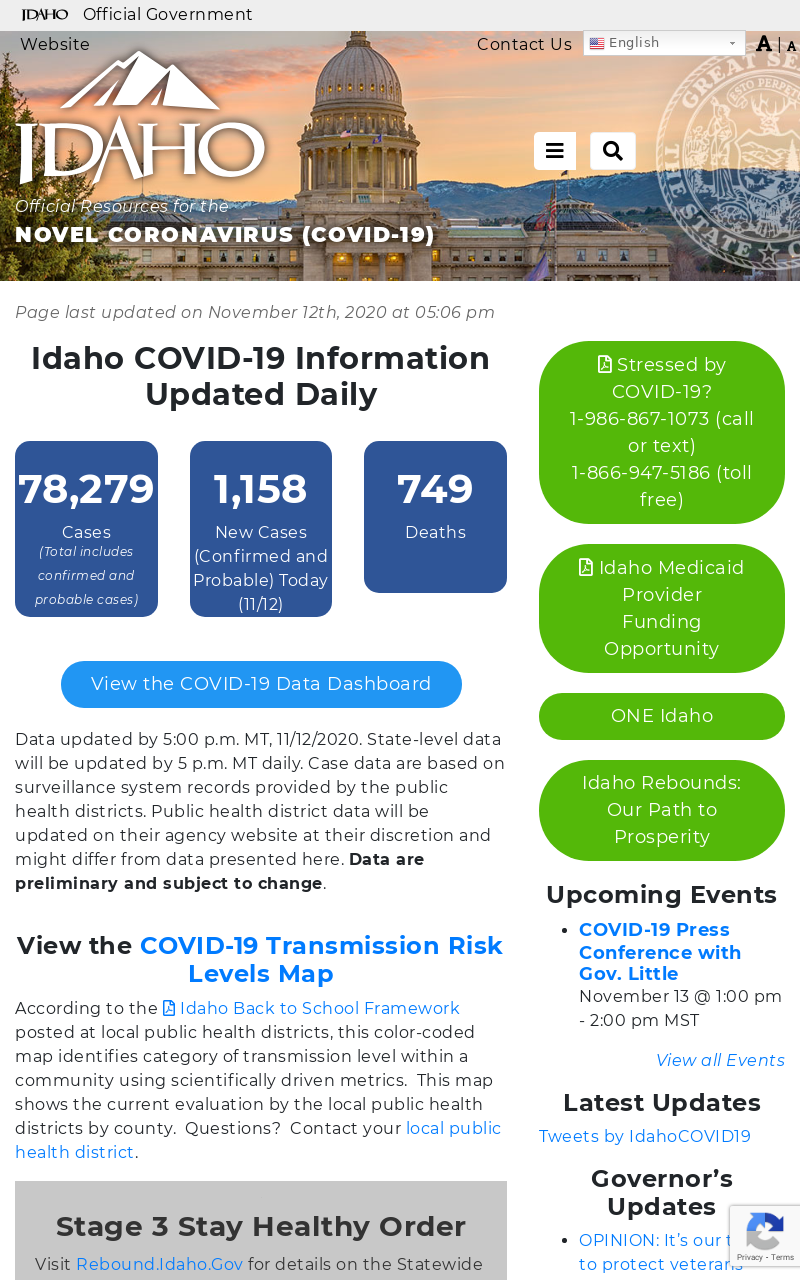 IDAHO Official Government
Website
Contact Us
English
A | A
IDAHO
Official Resources for the
NOVEL CORONAVIRUS (COVID-19)
Page last updated on November 12th, 2020 at 05:06 pm
Idaho COVID-19 Information
Updated Daily
78,279
Cases
(Total includes
confirmed and
probable cases)
1,158
New Cases
(Confirmed and
Probable) Today
(11/12)
749
Deaths
View the COVID-19 Data Dashboard
Data updated by 5:00 p.m. MT, 11/12/2020. State-level data
will be updated by 5 p.m. MT daily. Case data are based on
surveillance system records provided by the public
health districts. Public health district data will be
updated on their agency website at their discretion and
might differ from data presented here. Data are
preliminary and subject to change.
View the COVID-19 Transmission Risk
Levels Map
According to the Idaho Back to School Framework
posted at local public health districts, this color-coded
map identifies category of transmission level within a
community using scientifically driven metrics.  This map
shows the current evaluation by the local public health
districts by county.  Questions?  Contact your local public
health district.
Stage 3 Stay Healthy Order
Visit Rebound.Idaho.Gov for details on the Statewide
Stressed by
COVID-19?
1-986-867-1073 (call
or text)
1-866-947-5186 (toll
free)
Idaho Medicaid
Provider
Funding
Opportunity
ONE Idaho
Idaho Rebounds:
Our Path to
Prosperity
Upcoming Events
COVID-19 Press
Conference with
Gov. Little
November 13 @ 1:00 pm
- 2:00 pm MST
View all Events
Latest Updates
Tweets by IdahoCOVID19
Governor's
Updates
OPINION: It's our
to protect veterans
Privacy - Terms